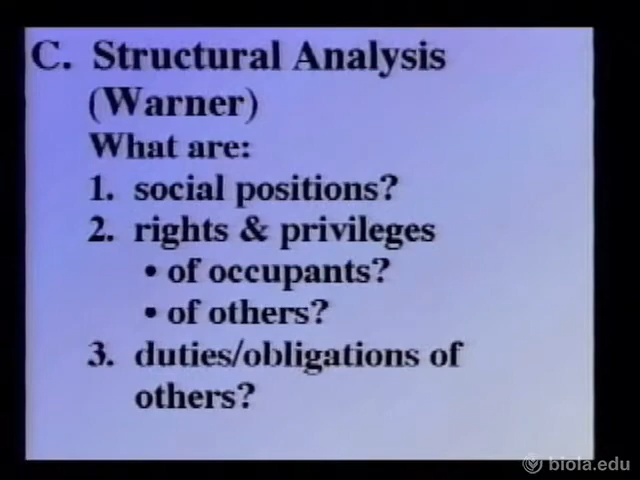 C. Structural Analysis
(Warner)
What are:
1. social positions?
2. rights & privileges
• of occupants?
• of others?
3. duties/obligations of
others?
biola.edu